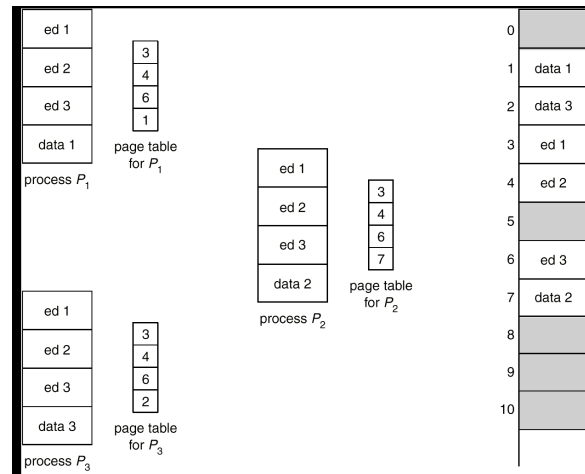 ed 1
ed 2
ed 3
data 1
process P1
3
4
6
1
page table
for P1
ed 1
ed 2
ed 3
data 2
process P2
3
4
6
7
page table
for P2
ed 1
ed 2
ed 3
data 3
process P3
3
4
6
2
page table
for P3
0
1 data 1
2 data 3
3 ed 1
4 ed 2
5
6 ed 3
7 data 2
8
9
10